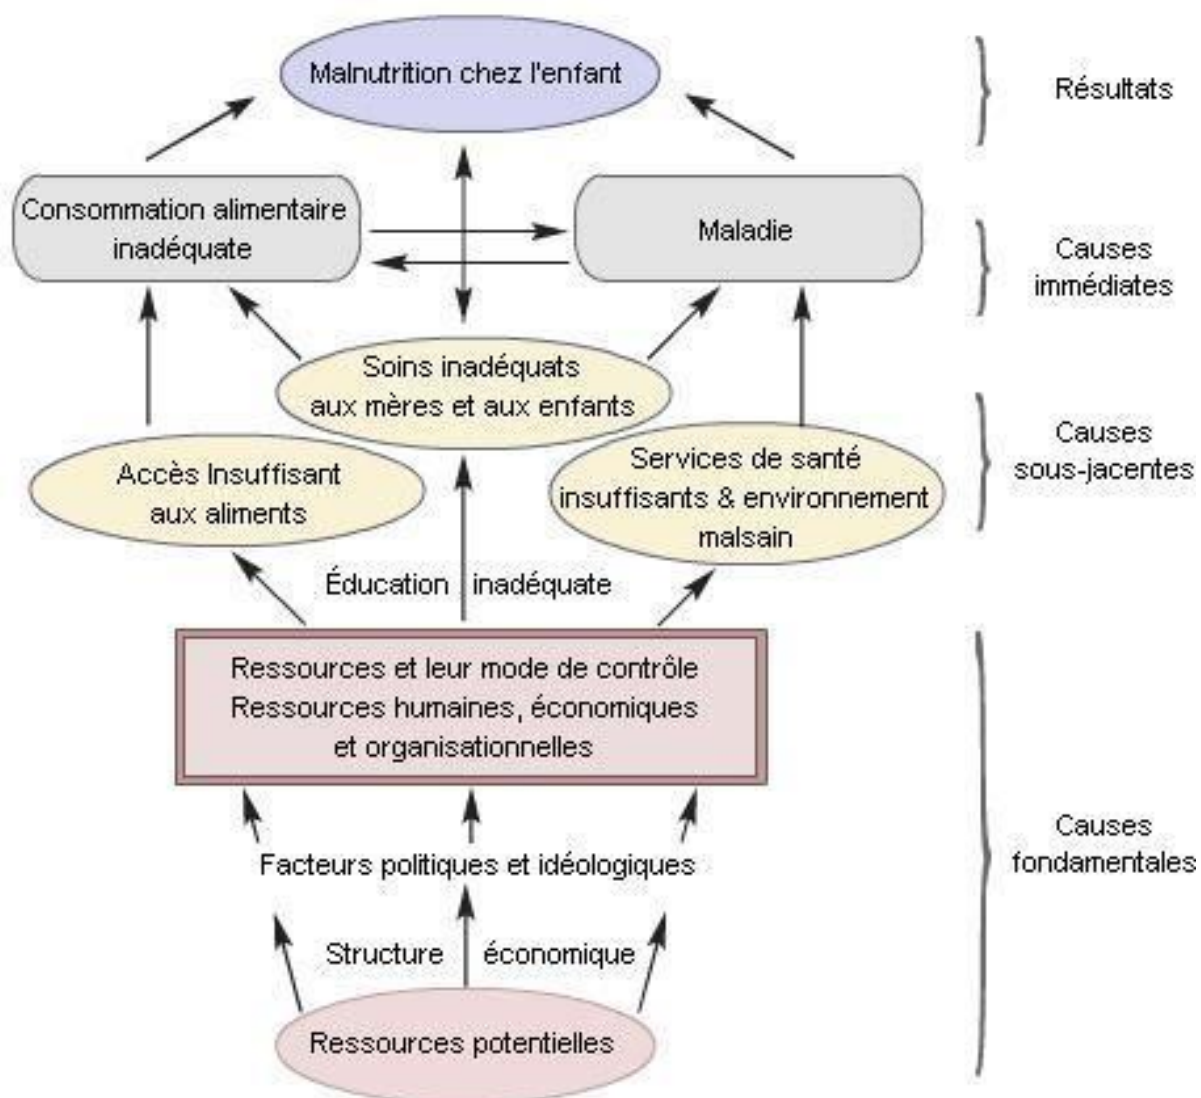 Malnutrition chez l'enfant
Résultats
Consommation alimentaire
inadéquate
Maladie
Causes
immédiates
Soins inadéquats
aux mères et aux enfants
Accès Insuffisant
aux aliments
Services de santé
insuffisants & environnement
malsain
Causes
sous-jacentes
Éducation inadéquate
Ressources et leur mode de contrôle
Ressources humaines, économiques
et organisationnelles
Facteurs politiques et idéologiques
Structure économique
Ressources potentielles
Causes
fondamentales